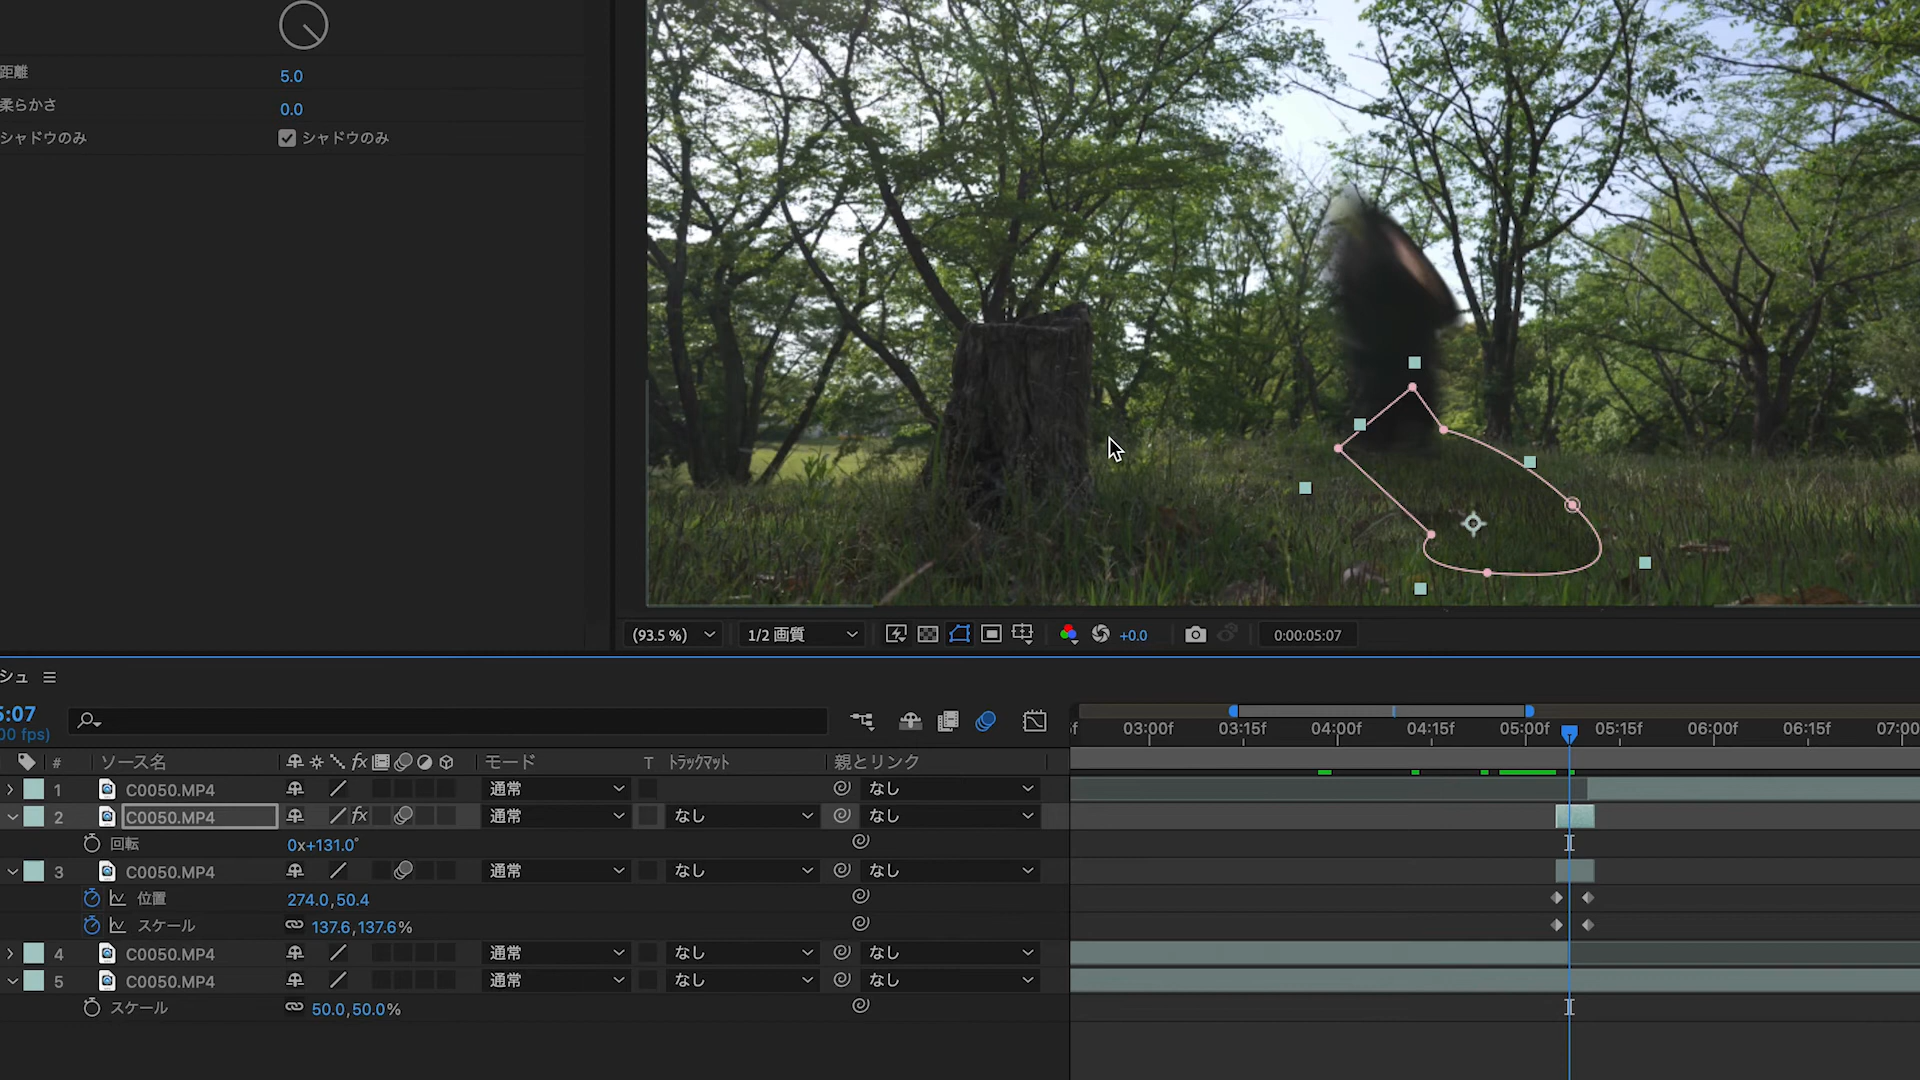 距離 5.0
柔らかさ 0.0
シャドウのみ シャドウのみ
(93.5 %) 1/2 画質 +0.0 0:00:05:07
シュ
5:07
00 fps)
03:00f 03:15f 04:00f 04:15f 05:00f 05:15f 06:00f 06:15f 07:00
# ソース名 fx モード T トラックマット 親とリンク
1 C0050.MP4 通常 なし
2 C0050.MP4 fx 通常 なし なし
回転 0x+131.0°
3 C0050.MP4 通常 なし なし
位置 274.0,50.4
スケール 137.6,137.6%
4 C0050.MP4 通常 なし なし
5 C0050.MP4 通常 なし なし
スケール 50.0,50.0%